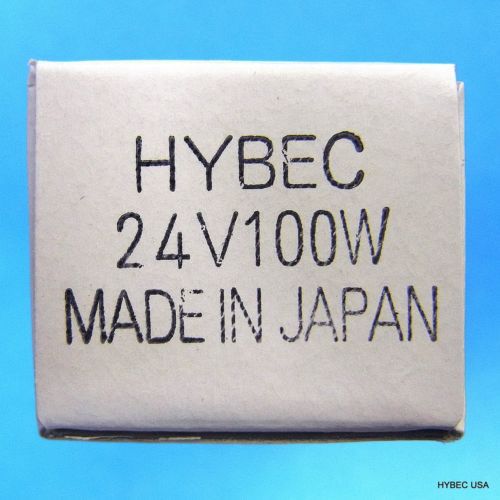 HYBEC
24V100W
MADE IN JAPAN
HYBEC USA